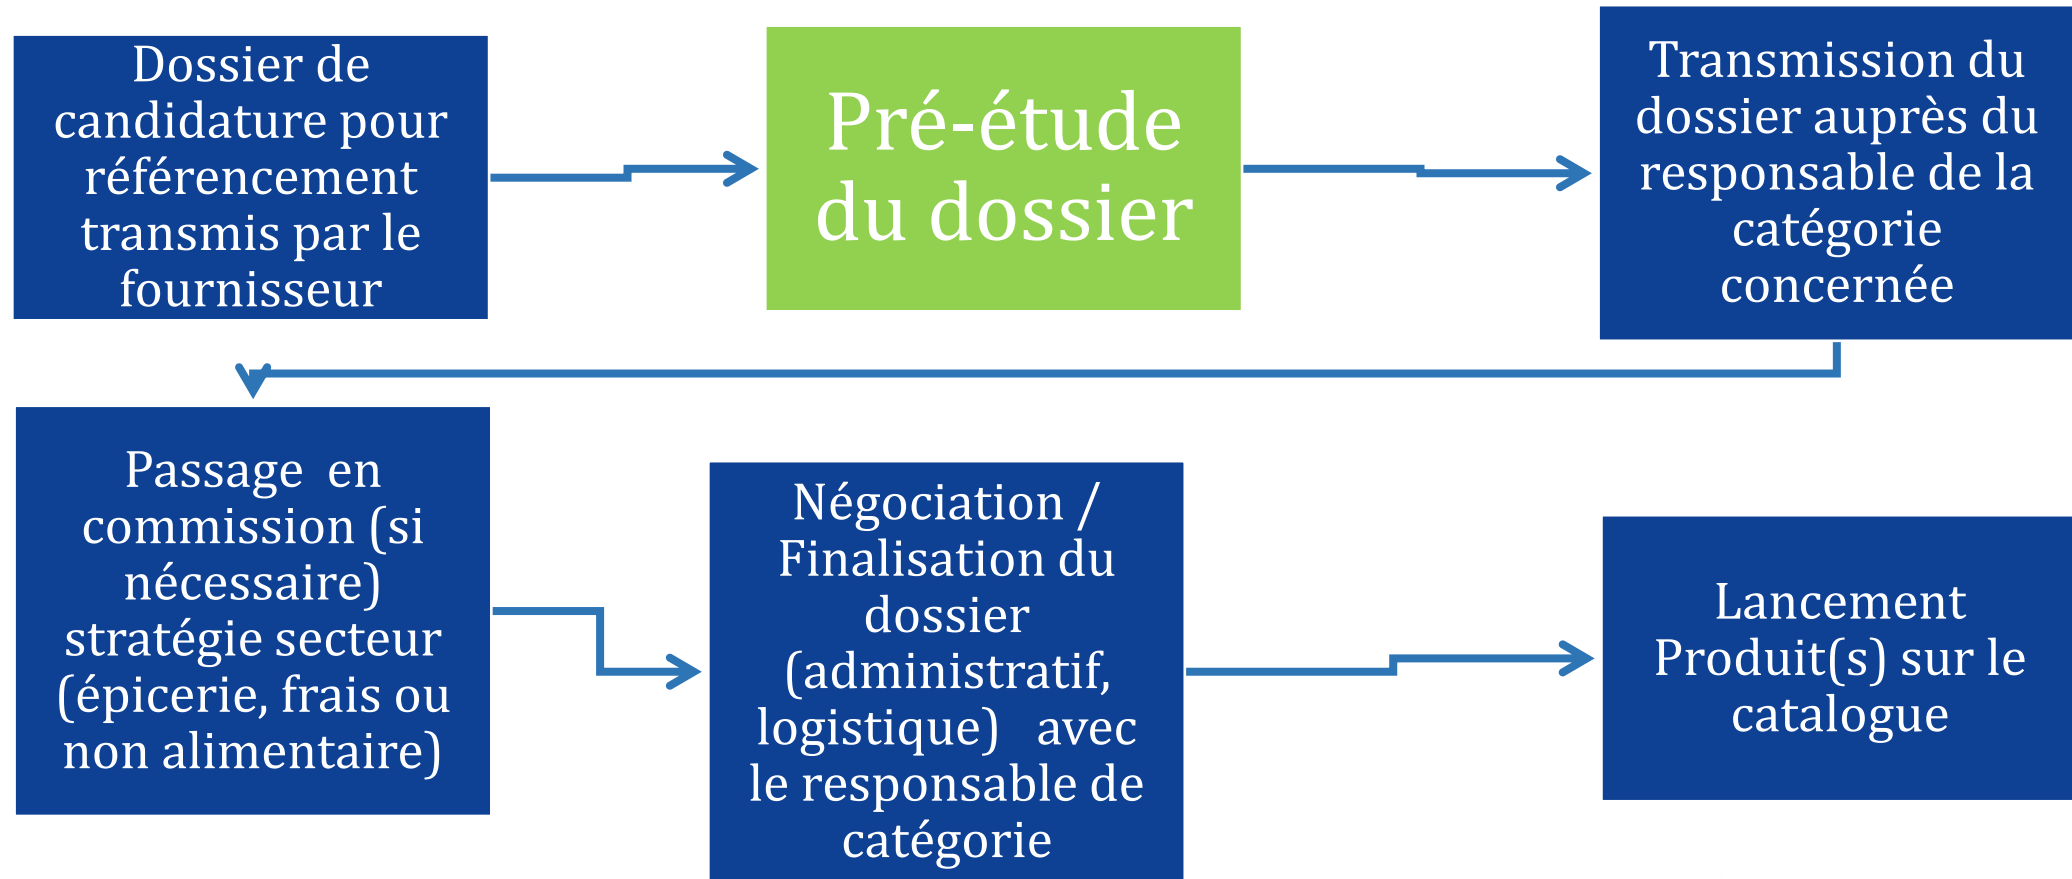 Dossier de
candidature pour
référencement
transmis par le
fournisseur
Pré-étude
du dossier
Transmission du
dossier auprès du
responsable de la
catégorie
concernée
Passage  en
commission (si
nécessaire)
stratégie secteur
(épicerie, frais ou
non alimentaire)
Négociation /
Finalisation du
dossier
(administratif,
logistique)   avec
le responsable de
catégorie
Lancement
Produit(s) sur le
catalogue